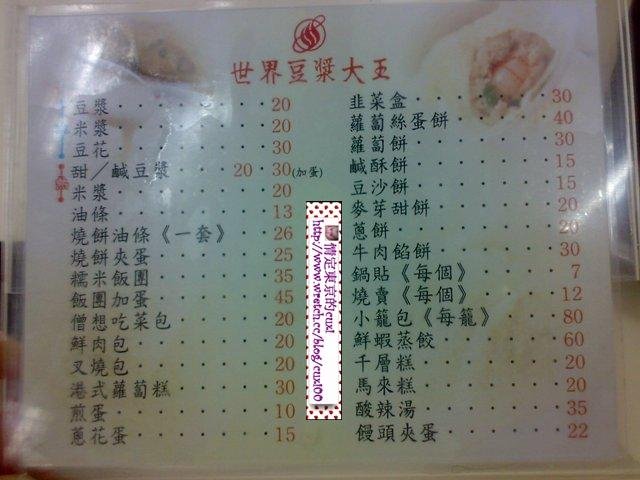 世界豆漿大王
豆漿 20
米漿 20
豆花 30
甜／鹹豆漿 20 30(加蛋)
米漿 20
油條 13
燒餅油條《一套》 26
燒餅夾蛋 25
糯米飯團 35
飯團加蛋 45
僧想吃菜包 20
鮮肉包 20
叉燒包 20
港式蘿蔔糕 30
煎蛋 10
蔥花蛋 15
韭菜盒 30
蘿蔔絲蛋餅 40
蘿蔔餅 30
鹹酥餅 15
豆沙餅 15
麥芽甜餅 20
蔥餅 20
牛肉餡餅 30
鍋貼《每個》 7
燒賣《每個》 12
小籠包《每籠》 80
鮮蝦蒸餃 60
千層糕 20
馬來糕 20
酸辣湯 35
饅頭夾蛋 22
情定東京的cux!
http://www.wretch.cc/blog/cux100